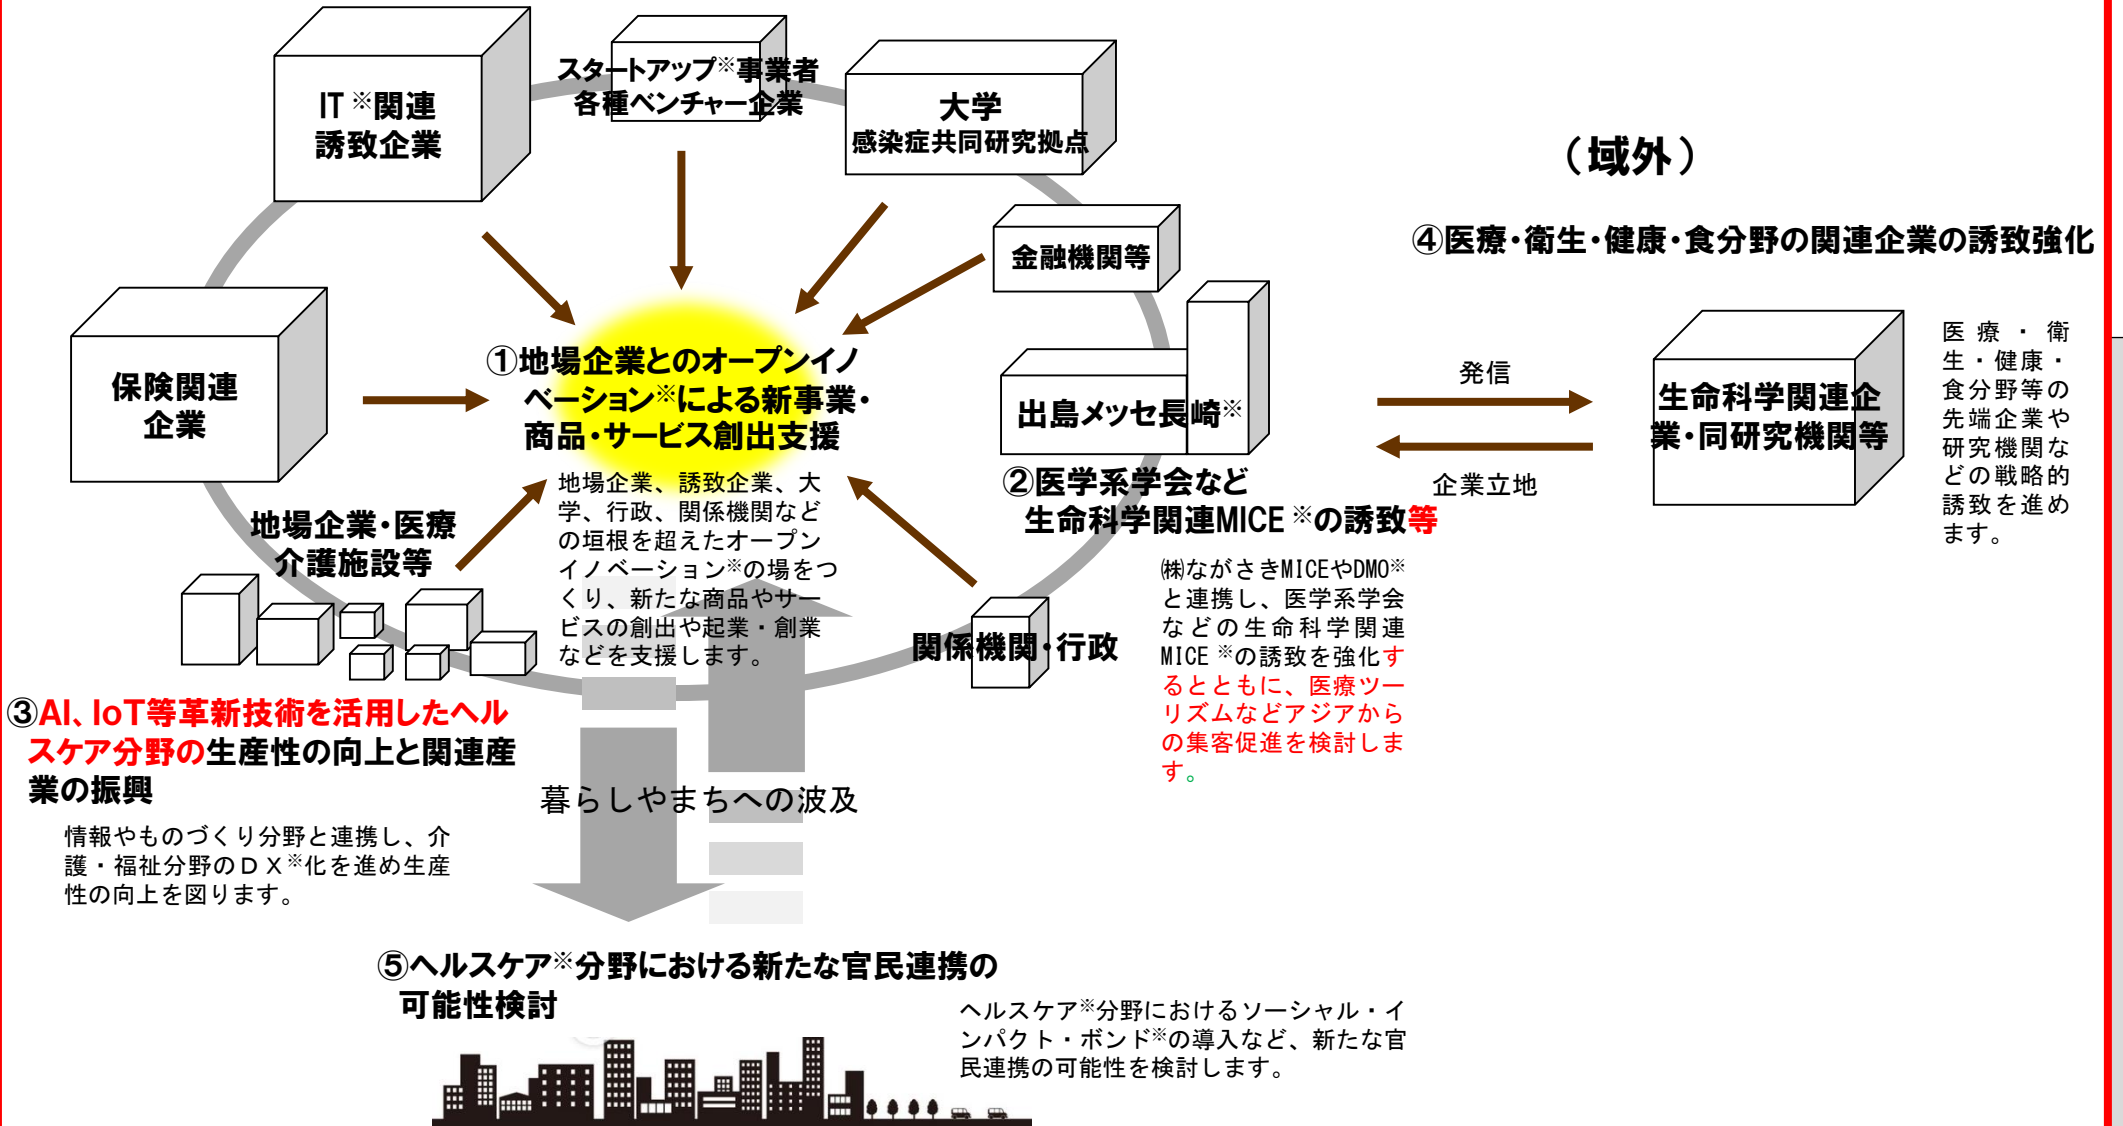 IT※関連
誘致企業
スタートアップ※事業者
各種ベンチャー企業
大学
感染症共同研究拠点
金融機関等
(域外)
④医療・衛生・健康・食分野の関連企業の誘致強化
保険関連
企業
①地場企業とのオープンイノ
ベーション※による新事業・
商品・サービス創出支援
地場企業、誘致企業、大
学、行政、関係機関など
の垣根を超えたオープン
イノベーション※の場をつ
くり、新たな商品やサー
ビスの創出や起業・創業
などを支援します。
出島メッセ長崎※
②医学系学会など
生命科学関連MICE※の誘致等
㈱ながさきMICEやDMO※
と連携し、医学系学会
などの生命科学関連
MICE※の誘致を強化す
るとともに、医療ツー
リズムなどアジアから
の集客促進を検討しま
す。
発信
企業立地
生命科学関連企
業・同研究機関等
医療・衛
生・健康・
食分野等の
先端企業や
研究機関な
どの戦略的
誘致を進め
ます。
地場企業・医療
介護施設等
関係機関・行政
③AI、IoT等革新技術を活用したヘル
スケア分野の生産性の向上と関連産
業の振興
情報やものづくり分野と連携し、介
護・福祉分野のDX※化を進め生産
性の向上を図ります。
暮らしやまちへの波及
⑤ヘルスケア※分野における新たな官民連携の
可能性検討
ヘルスケア※分野におけるソーシャル・イ
ンパクト・ボンド※の導入など、新たな官
民連携の可能性を検討します。